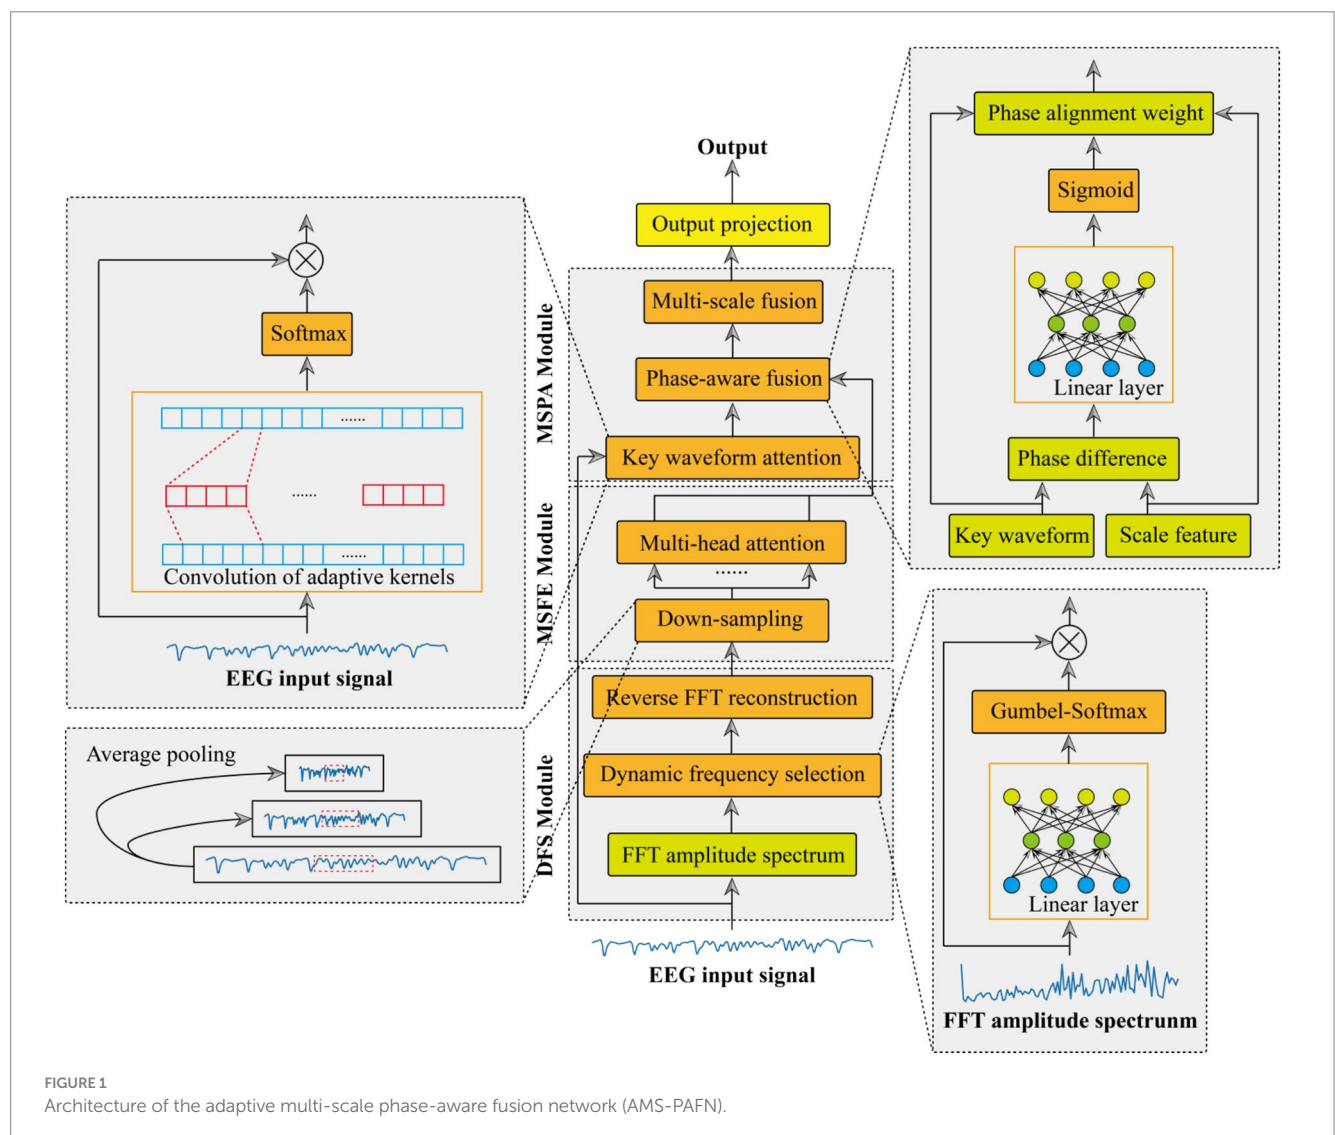 Output
Output projection
MSPA Module
Multi-scale fusion
Phase-aware fusion
Key waveform attention
MSFE Module
Multi-head attention
......
Down-sampling
DFS Module
Reverse FFT reconstruction
Dynamic frequency selection
FFT amplitude spectrum
EEG input signal
Softmax
......
......
......
Convolution of adaptive kernels
EEG input signal
Average pooling
Phase alignment weight
Sigmoid
Linear layer
Phase difference
Key waveform
Scale feature
Gumbel-Softmax
Linear layer
FFT amplitude spectrunm
FIGURE 1
Architecture of the adaptive multi-scale phase-aware fusion network (AMS-PAFN).